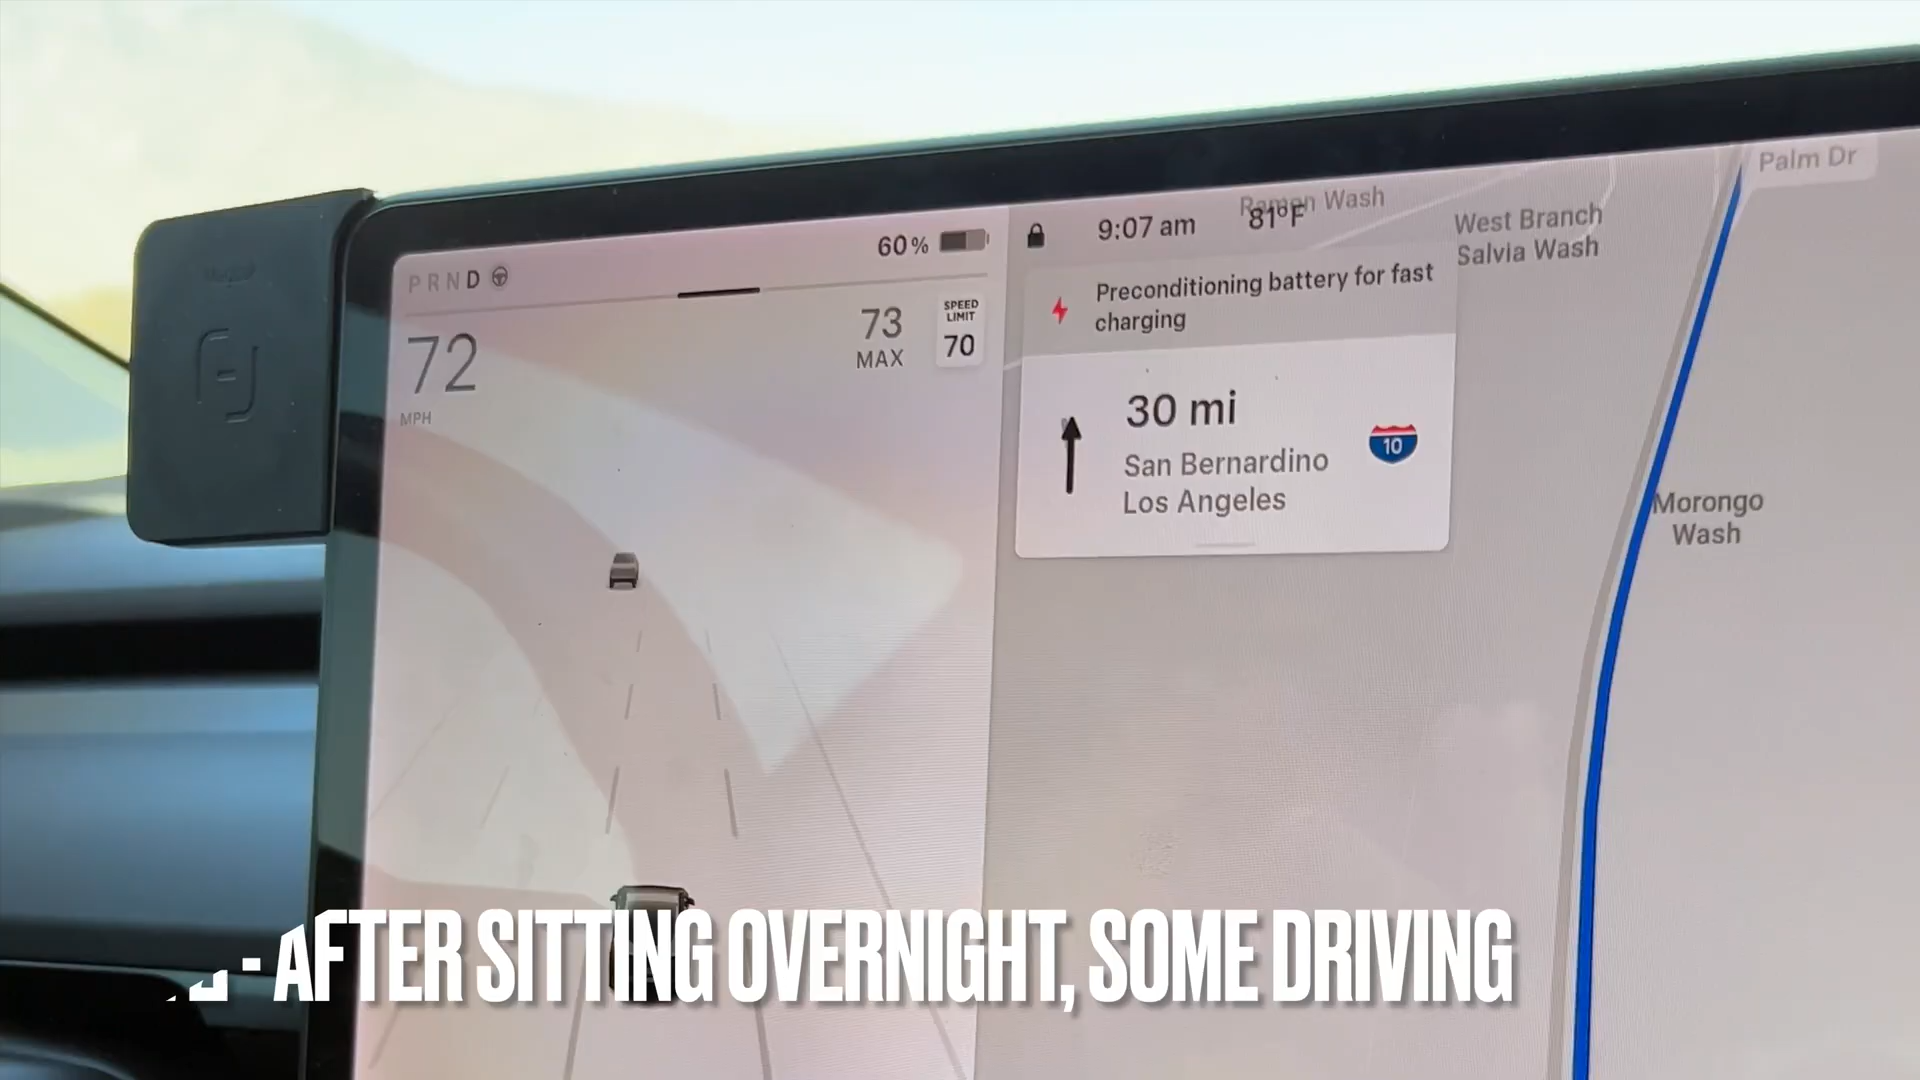 Palm Dr
Ramon Wash
60%
9:07 am
81°F
West Branch
Salvia Wash
P R N D
Preconditioning battery for fast
charging
72
MPH
73
MAX
SPEED
LIMIT
70
30 mi
San Bernardino
Los Angeles
10
Morongo
Wash
- AFTER SITTING OVERNIGHT, SOME DRIVING